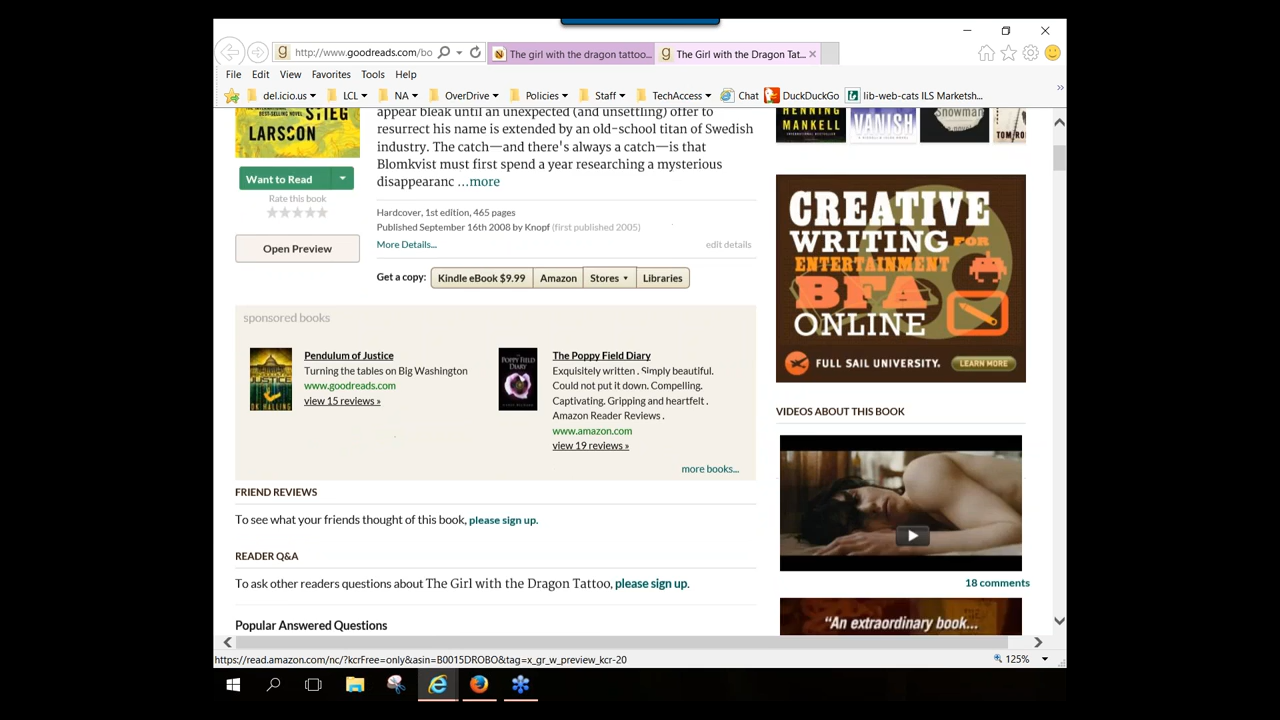 http://www.goodreads.com/bo
The girl with the dragon tattoo...
The Girl with the Dragon Tat...
File Edit View Favorites Tools Help
del.icio.us LCL NA OverDrive Policies Staff TechAccess Chat DuckDuckGo lib-web-cats ILS Marketsh...
STIEG
LARSSON
appear bleak until an unexpected (and unsettling) offer to
resurrect his name is extended by an old-school titan of Swedish
industry. The catch—and there's always a catch—is that
Blomkvist must first spend a year researching a mysterious
disappearanc ...more
Want to Read
Rate this book
Open Preview
Hardcover, 1st edition, 465 pages
Published September 16th 2008 by Knopf (first published 2005)
More Details...
edit details
Get a copy: Kindle eBook $9.99 Amazon Stores Libraries
sponsored books
Pendulum of Justice
Turning the tables on Big Washington
www.goodreads.com
view 15 reviews »
The Poppy Field Diary
Exquisitely written . Simply beautiful.
Could not put it down. Compelling.
Captivating. Gripping and heartfelt .
Amazon Reader Reviews .
www.amazon.com
view 19 reviews »
more books...
FRIEND REVIEWS
To see what your friends thought of this book, please sign up.
READER Q&A
To ask other readers questions about The Girl with the Dragon Tattoo, please sign up.
Popular Answered Questions
HENNING
MANKELL
VANISH
Snowman
CREATIVE
WRITING FOR
ENTERTAINMENT
BFA
ONLINE
FULL SAIL UNIVERSITY.
LEARN MORE
VIDEOS ABOUT THIS BOOK
18 comments
“An extraordinary book...
https://read.amazon.com/nc/?kcrFree=only&asin=B0015DROBO&tag=x_gr_w_preview_kcr-20
125%